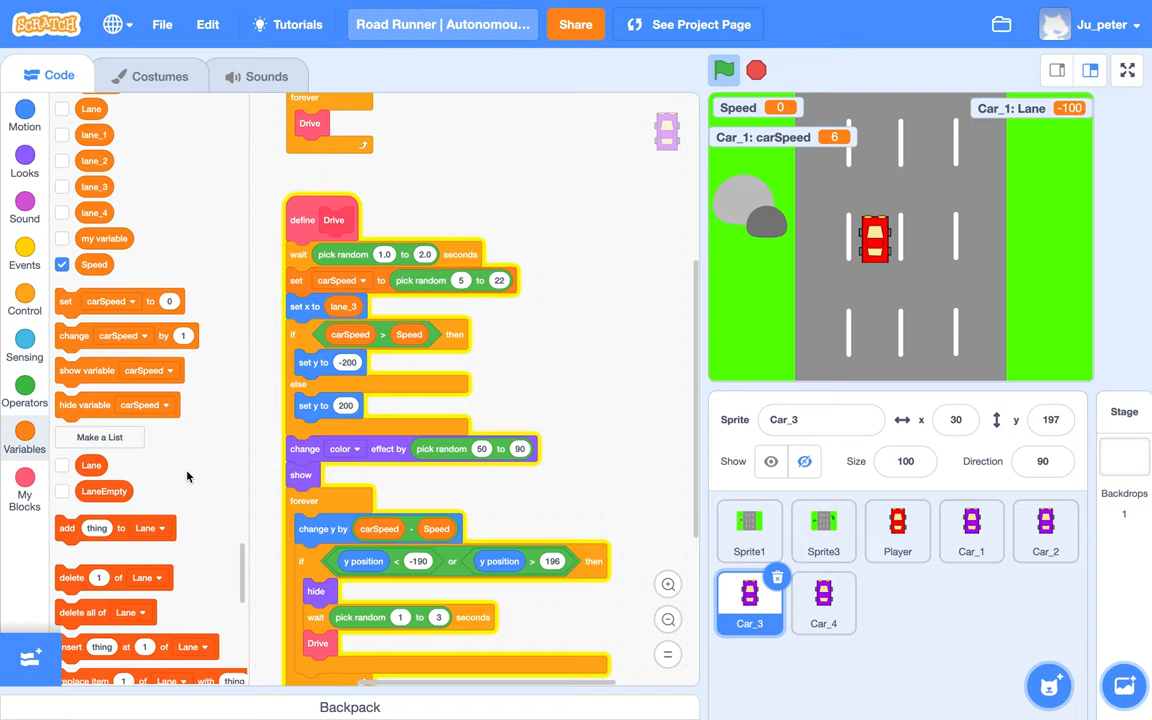 SCRATCH File Edit Tutorials Road Runner | Autonomou... Share See Project Page Ju_peter
Code Costumes Sounds
Motion
Looks
Sound
Events
Control
Sensing
Operators
Variables
My
Blocks
Lane
lane_1
lane_2
lane_3
lane_4
my variable
Speed
set carSpeed to 0
change carSpeed by 1
show variable carSpeed
hide variable carSpeed
Make a List
Lane
LaneEmpty
add thing to Lane
delete 1 of Lane
delete all of Lane
insert thing at 1 of Lane
replace item 1 of Lane with thing
forever
Drive
define Drive
wait pick random 1.0 to 2.0 seconds
set carSpeed to pick random 5 to 22
set x to lane_3
if carSpeed > Speed then
set y to -200
else
set y to 200
change color effect by pick random 50 to 90
show
forever
change y by carSpeed - Speed
if y position < -190 or y position > 196 then
hide
wait pick random 1 to 3 seconds
Drive
Backpack
Speed 0
Car_1: Lane -100
Car_1: carSpeed 6
Sprite Car_3 x 30 y 197
Show Size 100 Direction 90
Sprite1 Sprite3 Player Car_1 Car_2
Car_3 Car_4
Stage
Backdrops
1